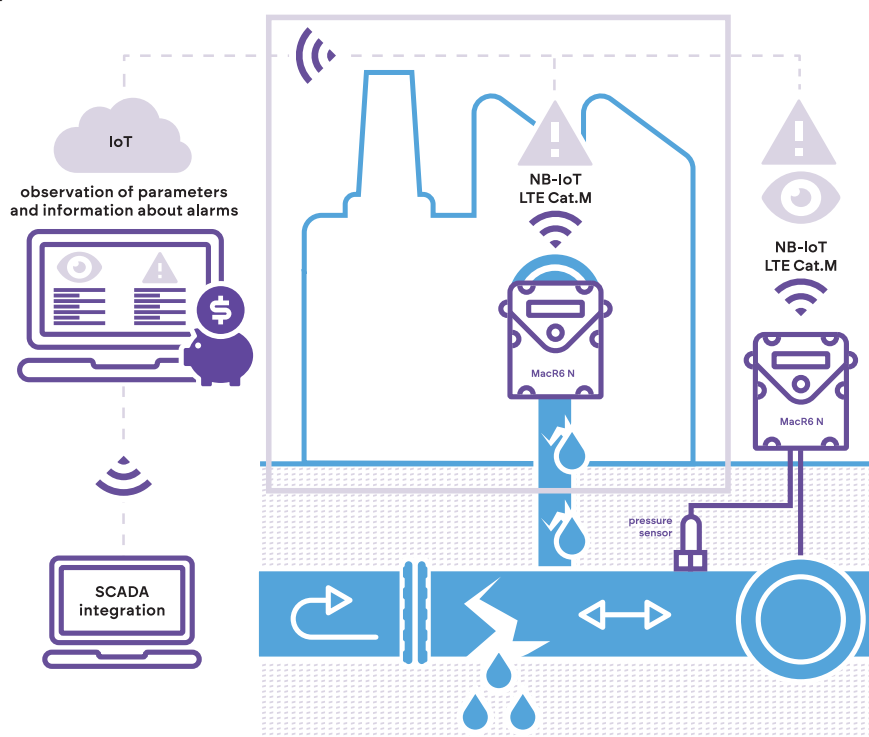 IoT
observation of parameters
and information about alarms
$
SCADA
integration
NB-IoT
LTE Cat.M
MacR6 N
NB-IoT
LTE Cat.M
MacR6 N
pressure
sensor